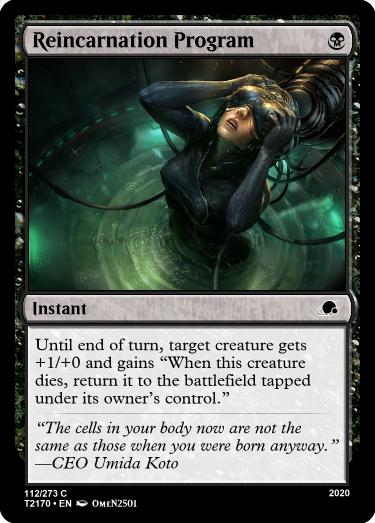 Reincarnation Program
Instant
Until end of turn, target creature gets
+1/+0 and gains “When this creature
dies, return it to the battlefield tapped
under its owner’s control.”
“The cells in your body now are not the
same as those when you were born anyway.”
—CEO Umida Koto
112/273 C
2020
T2170 • EN OmeN2501